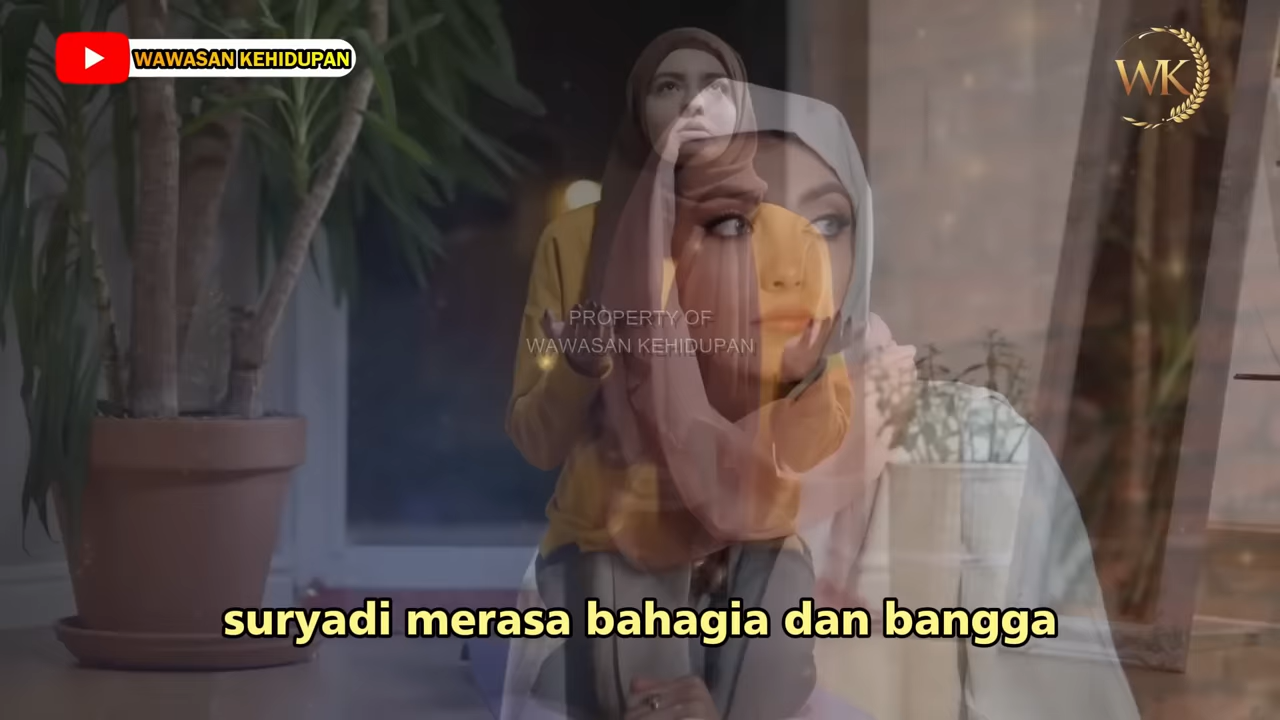 WAWASAN KEHIDUPAN
WK
PROPERTY OF
WAWASAN KEHIDUPAN
suryadi merasa bahagia dan bangga